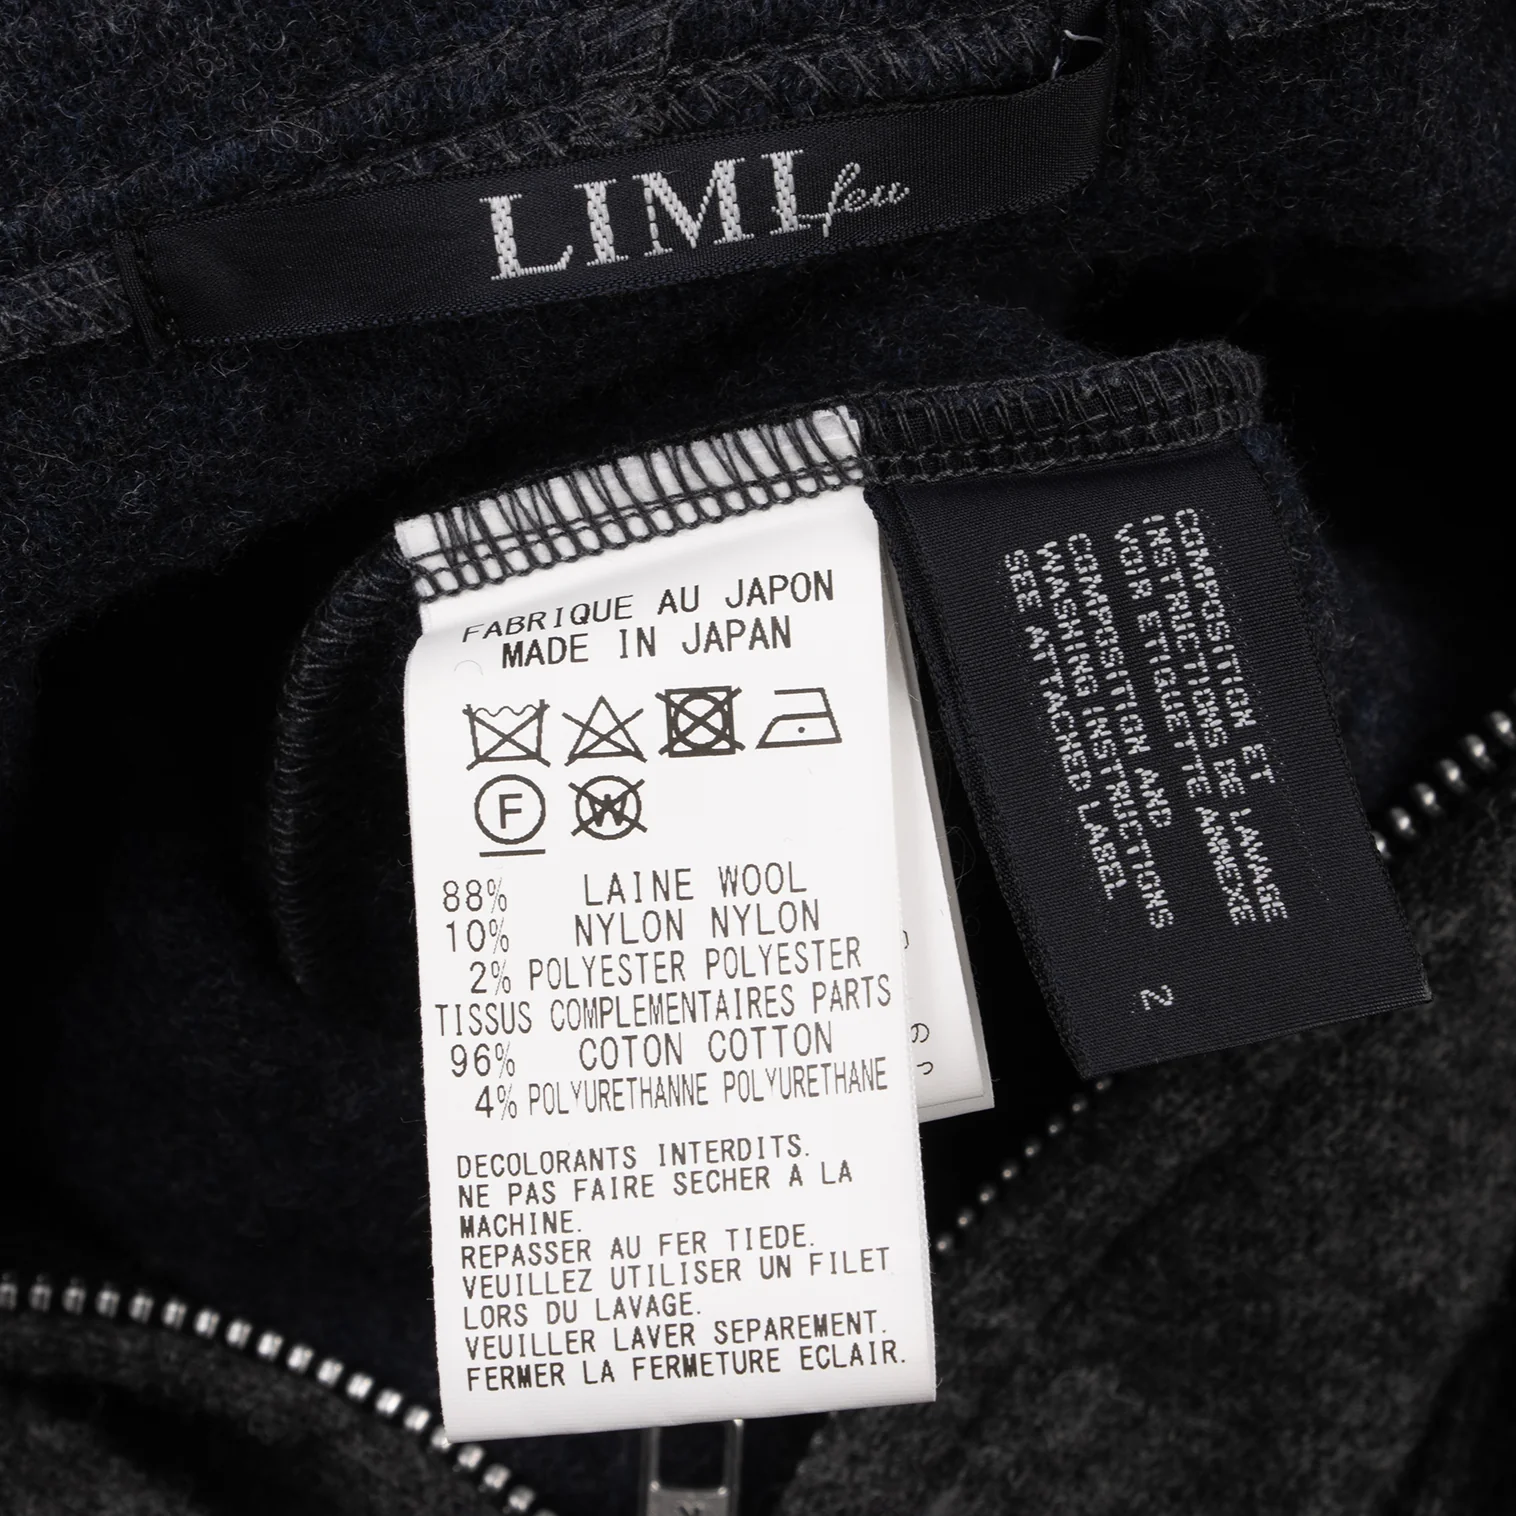 LIMI feu
FABRIQUE AU JAPON
MADE IN JAPAN
F
W
88% LAINE WOOL
10% NYLON NYLON
2% POLYESTER POLYESTER
TISSUS COMPLEMENTAIRES PARTS
96% COTON COTTON
4% POLYURETHANNE POLYURETHANE
DECOLORANTS INTERDITS.
NE PAS FAIRE SECHER A LA
MACHINE.
REPASSER AU FER TIEDE.
VEUILLEZ UTILISER UN FILET
LORS DU LAVAGE.
VEUILLER LAVER SEPAREMENT.
FERMER LA FERMETURE ECLAIR.
COMPOSITION ET
INSTRUCTIONS DE LAVAGE
VOIR ETIQUETTE ANNEXE
COMPOSITION AND
WASHING INSTRUCTIONS
SEE ATTACHED LABEL
2